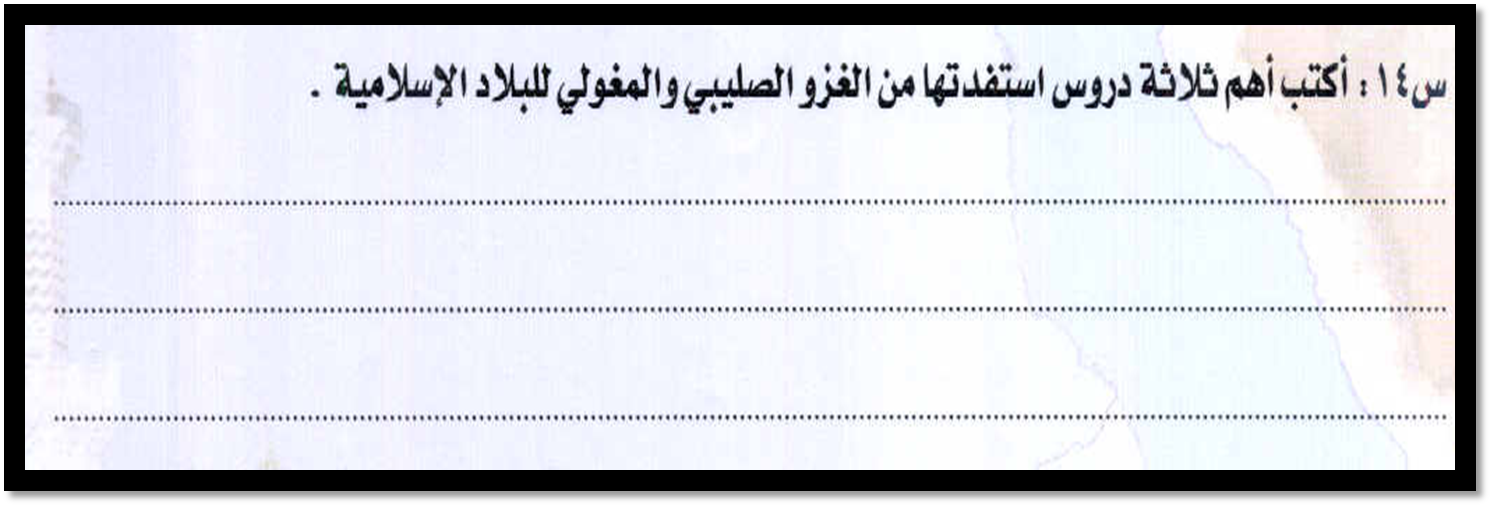 س١٤ : أكتب أهم ثلاثة دروس استفدتها من الغزو الصليبي والمغولي للبلاد الإسلامية .